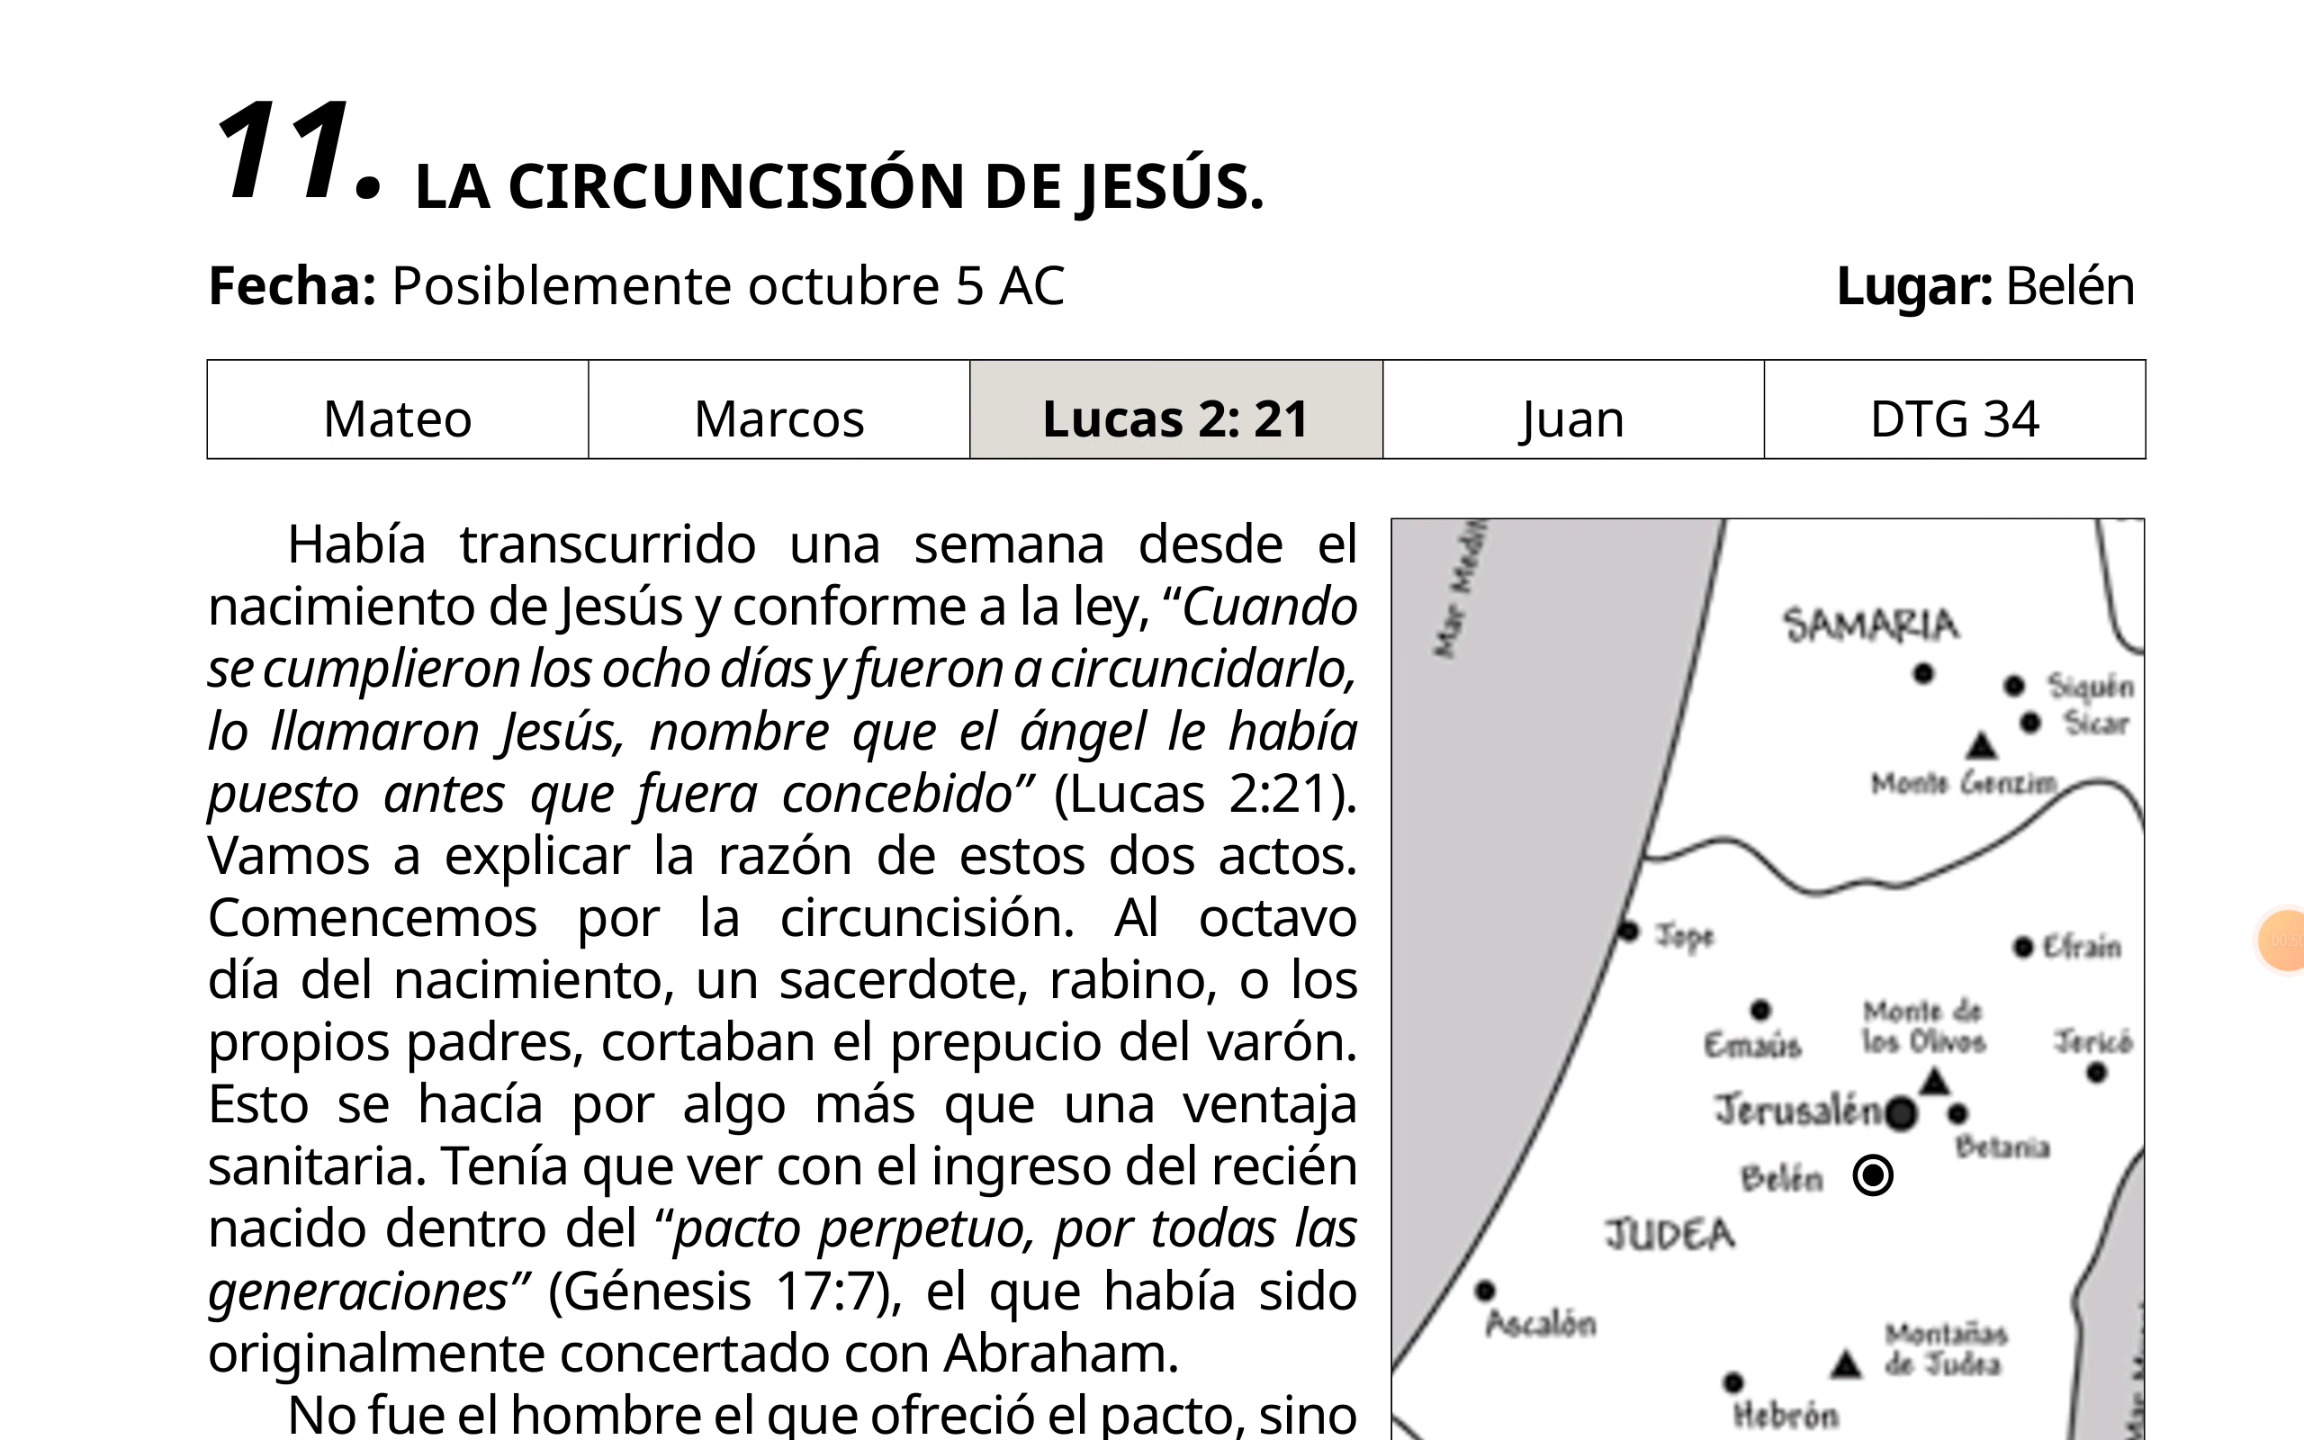 11. LA CIRCUNCISIÓN DE JESÚS.
Fecha: Posiblemente octubre 5 AC
Lugar: Belén
Mateo
Marcos
Lucas 2: 21
Juan
DTG 34
Había transcurrido una semana desde el
nacimiento de Jesús y conforme a la ley, “Cuando
se cumplieron los ocho días y fueron a circuncidarlo,
lo llamaron Jesús, nombre que el ángel le había
puesto antes que fuera concebido” (Lucas 2:21).
Vamos a explicar la razón de estos dos actos.
Comencemos por la circuncisión. Al octavo
día del nacimiento, un sacerdote, rabino, o los
propios padres, cortaban el prepucio del varón.
Esto se hacía por algo más que una ventaja
sanitaria. Tenía que ver con el ingreso del recién
nacido dentro del “pacto perpetuo, por todas las
generaciones” (Génesis 17:7), el que había sido
originalmente concertado con Abraham.
No fue el hombre el que ofreció el pacto, sino
Mar
SAMARIA
Siquén
Sicar
Monte Gerizim
Jope
Efraín
Emaús
Monte de
los Olivos
Jericó
Jerusalén
Betania
Belén
JUDEA
Ascalón
Montañas
de Judea
Hebrón
Mar